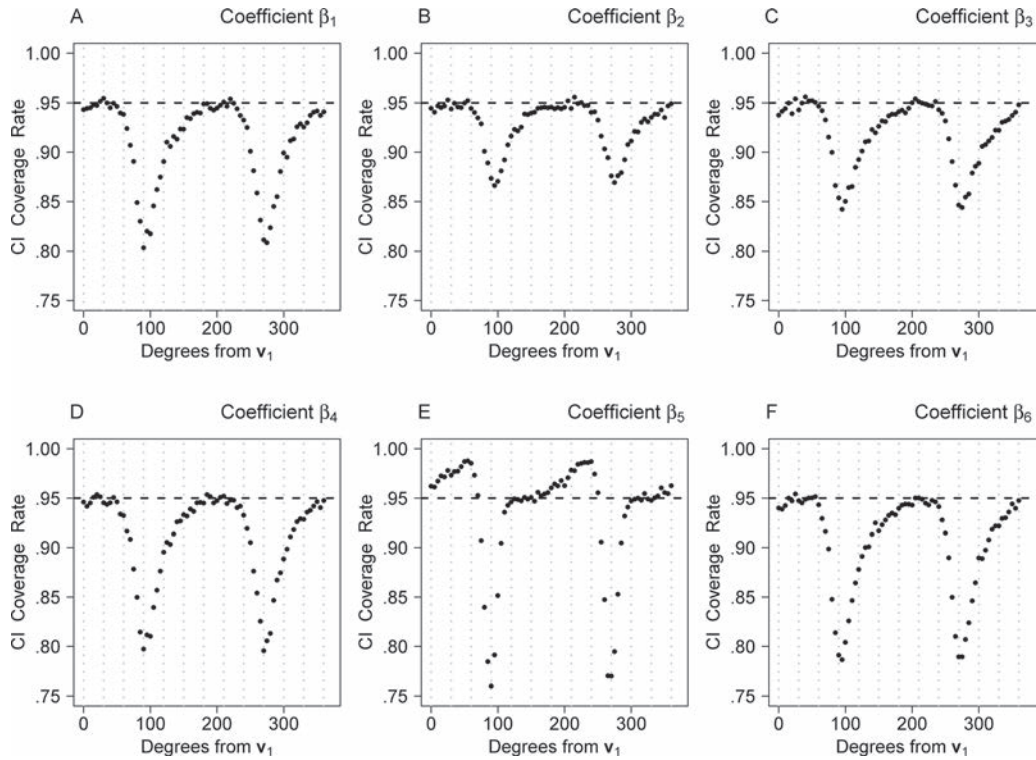 A Coefficient β1
B Coefficient β2
C Coefficient β3
CI Coverage Rate
1.00
.95
.90
.85
.80
.75
0 100 200 300
Degrees from v1
CI Coverage Rate
1.00
.95
.90
.85
.80
.75
0 100 200 300
Degrees from v1
CI Coverage Rate
1.00
.95
.90
.85
.80
.75
0 100 200 300
Degrees from v1
D Coefficient β4
E Coefficient β5
F Coefficient β6
CI Coverage Rate
1.00
.95
.90
.85
.80
.75
0 100 200 300
Degrees from v1
CI Coverage Rate
1.00
.95
.90
.85
.80
.75
0 100 200 300
Degrees from v1
CI Coverage Rate
1.00
.95
.90
.85
.80
.75
0 100 200 300
Degrees from v1